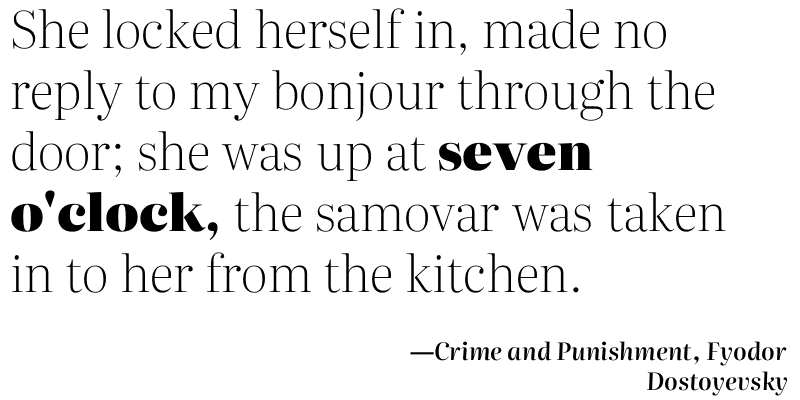 She locked herself in, made no
reply to my bonjour through the
door; she was up at seven
o'clock, the samovar was taken
in to her from the kitchen.
—Crime and Punishment, Fyodor
Dostoyevsky